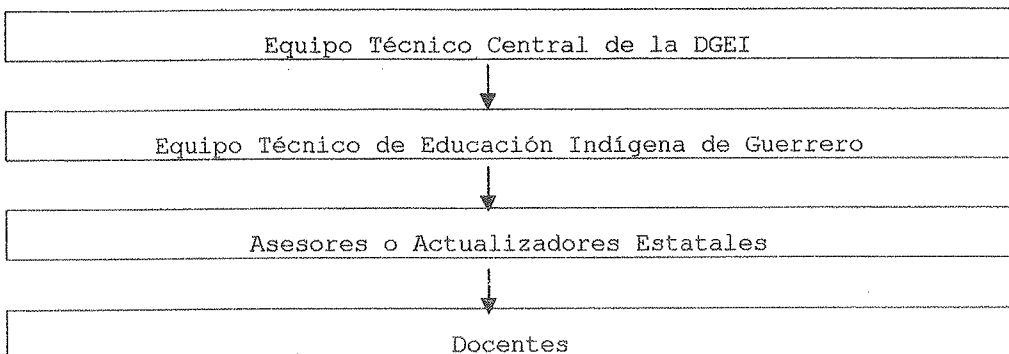 Equipo Técnico Central de la DGEI
Equipo Técnico de Educación Indígena de Guerrero
Asesores o Actualizadores Estatales
Docentes